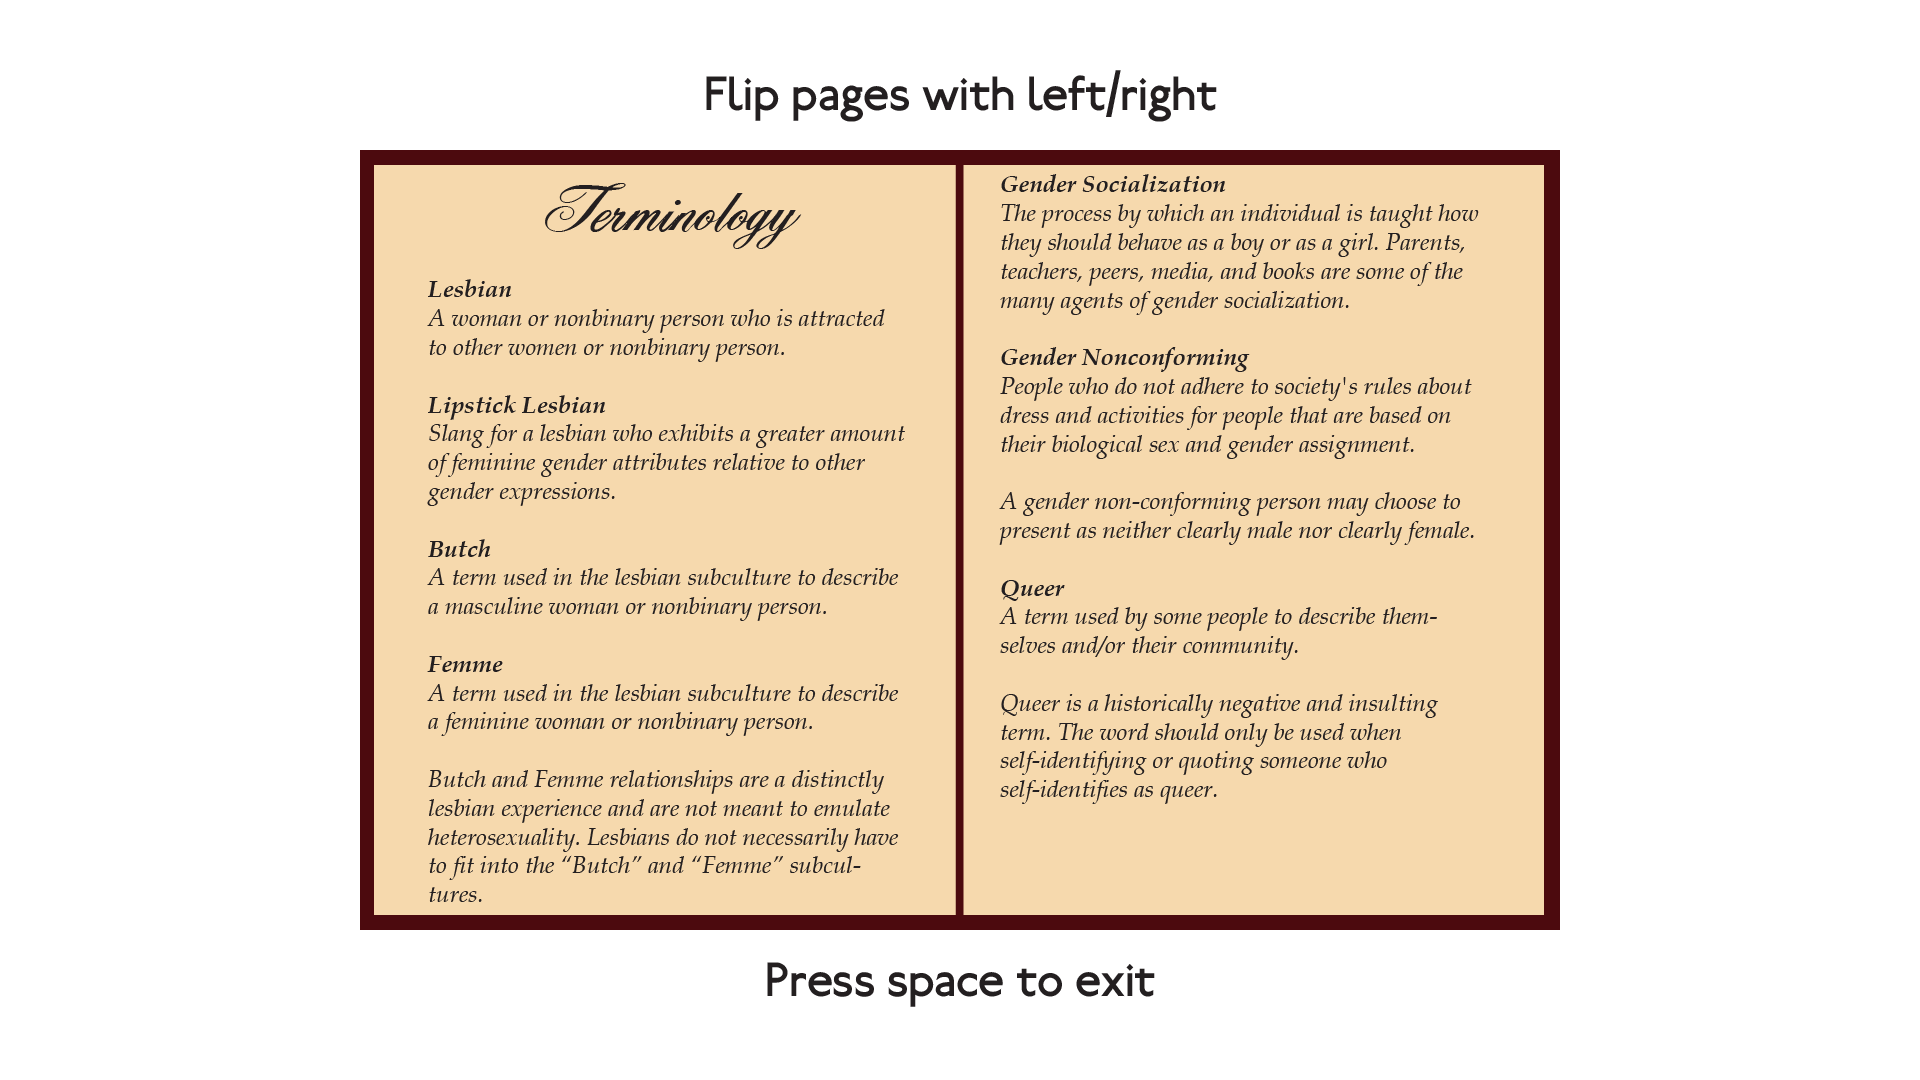 Flip pages with left/right
Terminology
Lesbian
A woman or nonbinary person who is attracted
to other women or nonbinary person.
Lipstick Lesbian
Slang for a lesbian who exhibits a greater amount
of feminine gender attributes relative to other
gender expressions.
Butch
A term used in the lesbian subculture to describe
a masculine woman or nonbinary person.
Femme
A term used in the lesbian subculture to describe
a feminine woman or nonbinary person.
Butch and Femme relationships are a distinctly
lesbian experience and are not meant to emulate
heterosexuality. Lesbians do not necessarily have
to fit into the “Butch” and “Femme” subcul-
tures.
Gender Socialization
The process by which an individual is taught how
they should behave as a boy or as a girl. Parents,
teachers, peers, media, and books are some of the
many agents of gender socialization.
Gender Nonconforming
People who do not adhere to society's rules about
dress and activities for people that are based on
their biological sex and gender assignment.
A gender non-conforming person may choose to
present as neither clearly male nor clearly female.
Queer
A term used by some people to describe them-
selves and/or their community.
Queer is a historically negative and insulting
term. The word should only be used when
self-identifying or quoting someone who
self-identifies as queer.
Press space to exit